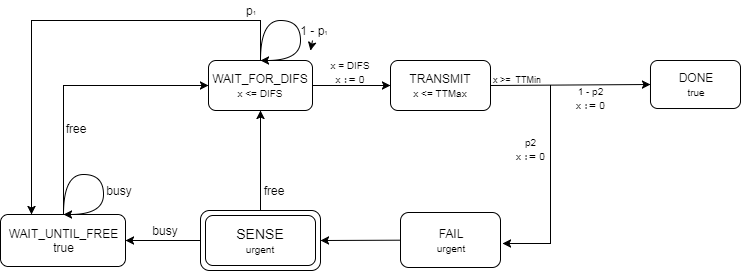 p₁
1 - p₁
WAIT_FOR_DIFS
x <= DIFS
x = DIFS
x := 0
TRANSMIT
x <= TTMax
x >= TTMin
1 - p2
x := 0
DONE
true
free
p2
x := 0
busy
free
WAIT_UNTIL_FREE
true
busy
SENSE
urgent
FAIL
urgent